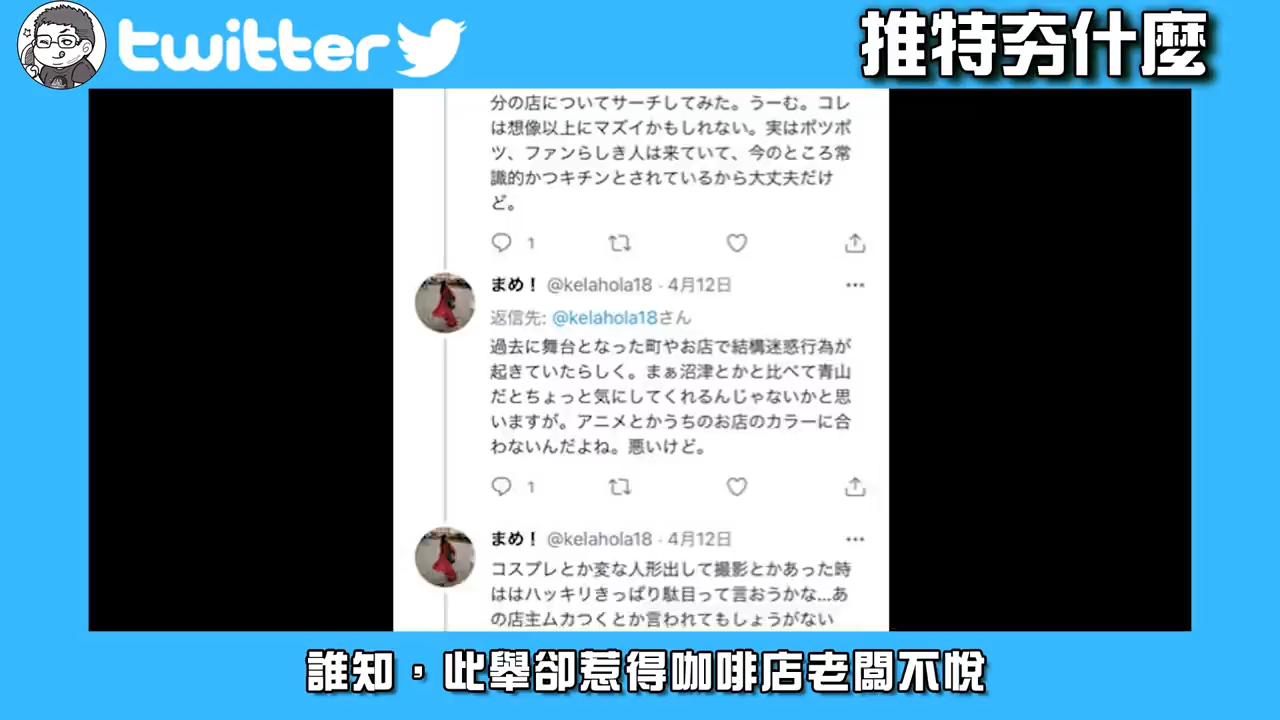 twitter
推特夯什麼
分の店についてサーチしてみた。うーむ。コレ
は想像以上にマズイかもしれない。実はポツポ
ツ、ファンらしき人は来ていて、今のところ常
識的かつキチンとされているから大丈夫だけ
ど。
1
まめ！ @kelahola18 · 4月12日
返信先: @kelahola18さん
過去に舞台となった町やお店で結構迷惑行為が
起きていたらしく。まぁ沼津とかと比べて青山
だとちょっと気にしてくれるんじゃないかと思
いますが。アニメとかうちのお店のカラーに合
わないんだよね。悪いけど。
1
まめ！ @kelahola18 · 4月12日
コスプレとか変な人形出して撮影とかあった時
ははハッキリきっぱり駄目って言おうかな...あ
の店主ムカつくとか言われてもしょうがない
誰知，此舉卻惹得咖啡店老闆不悅